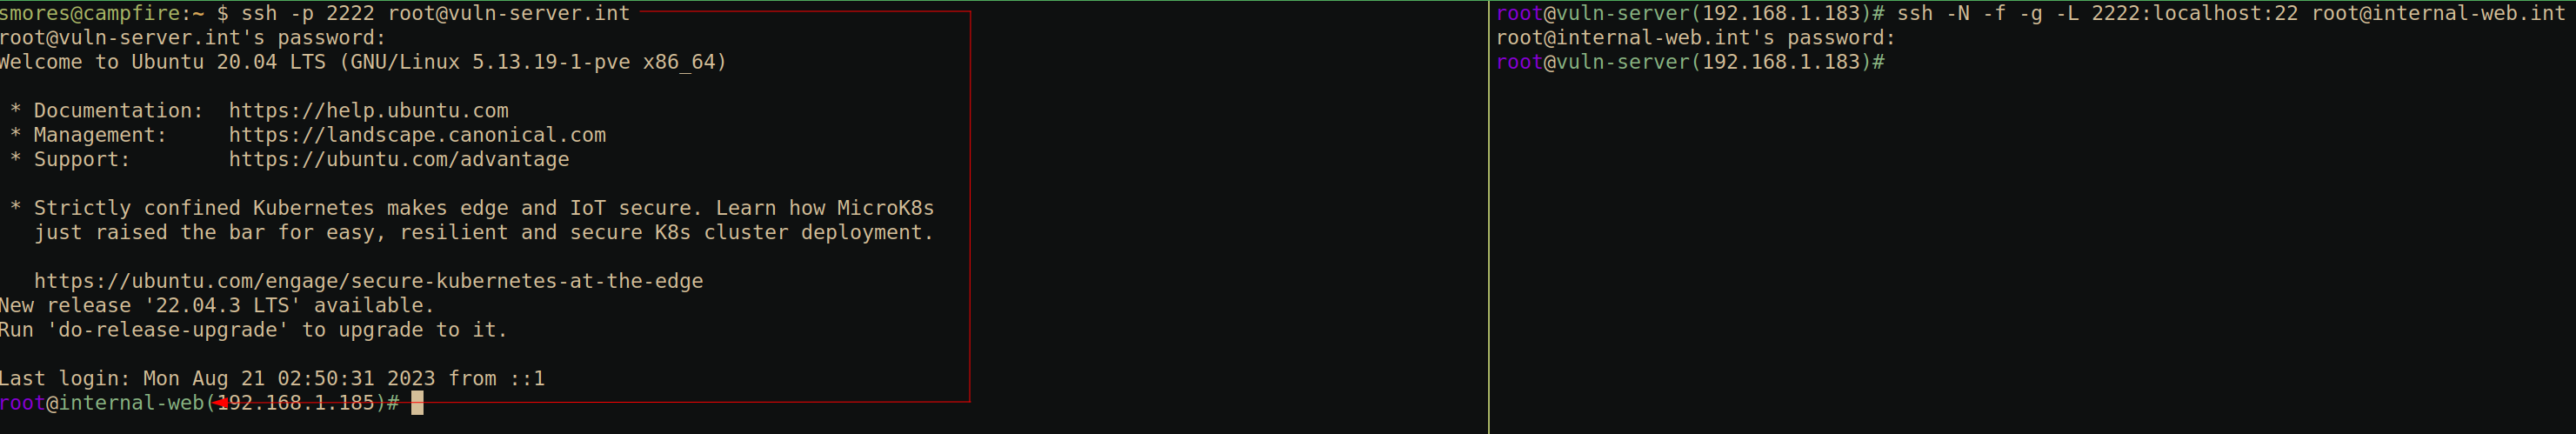 smores@campfire:~ $ ssh -p 2222 root@vuln-server.int
root@vuln-server.int's password:
Welcome to Ubuntu 20.04 LTS (GNU/Linux 5.13.19-1-pve x86_64)
* Documentation:  https://help.ubuntu.com
* Management:     https://landscape.canonical.com
* Support:        https://ubuntu.com/advantage
* Strictly confined Kubernetes makes edge and IoT secure. Learn how MicroK8s
just raised the bar for easy, resilient and secure K8s cluster deployment.
https://ubuntu.com/engage/secure-kubernetes-at-the-edge
New release '22.04.3 LTS' available.
Run 'do-release-upgrade' to upgrade to it.
Last login: Mon Aug 21 02:50:31 2023 from ::1
root@internal-web(192.168.1.185)#
root@vuln-server(192.168.1.183)# ssh -N -f -g -L 2222:localhost:22 root@internal-web.int
root@internal-web.int's password:
root@vuln-server(192.168.1.183)#